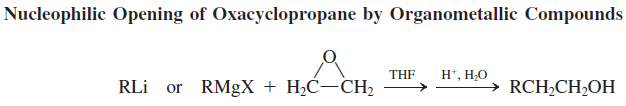 Nucleophilic Opening of Oxacyclopropane by Organometallic Compounds
O
THF H⁺, H₂O
RLi or RMgX + H₂C—CH₂ RCH₂CH₂OH